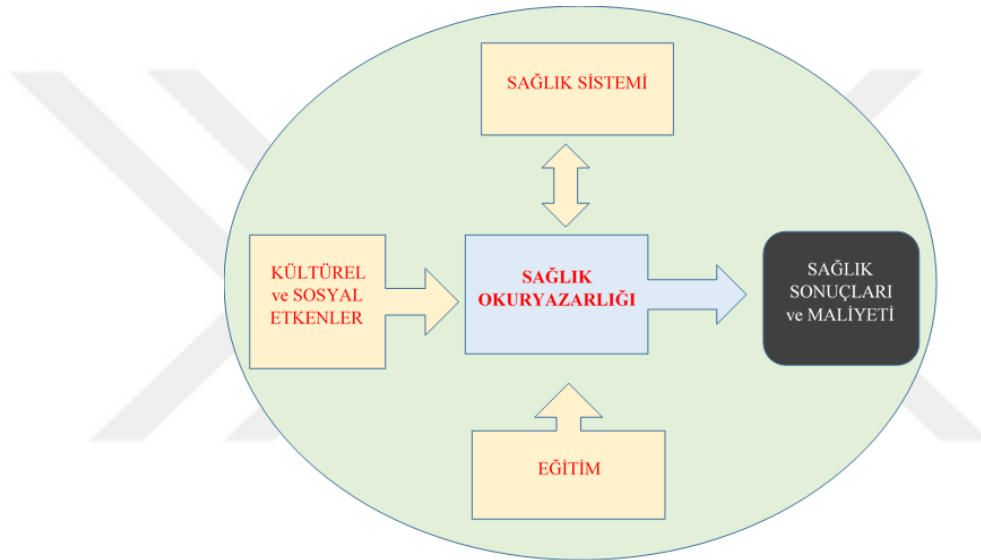 SAĞLIK SİSTEMİ
KÜLTÜREL
ve SOSYAL
ETKENLER
SAĞLIK
OKURYAZARLIĞI
SAĞLIK
SONUÇLARI
ve MALİYETİ
EĞİTİM